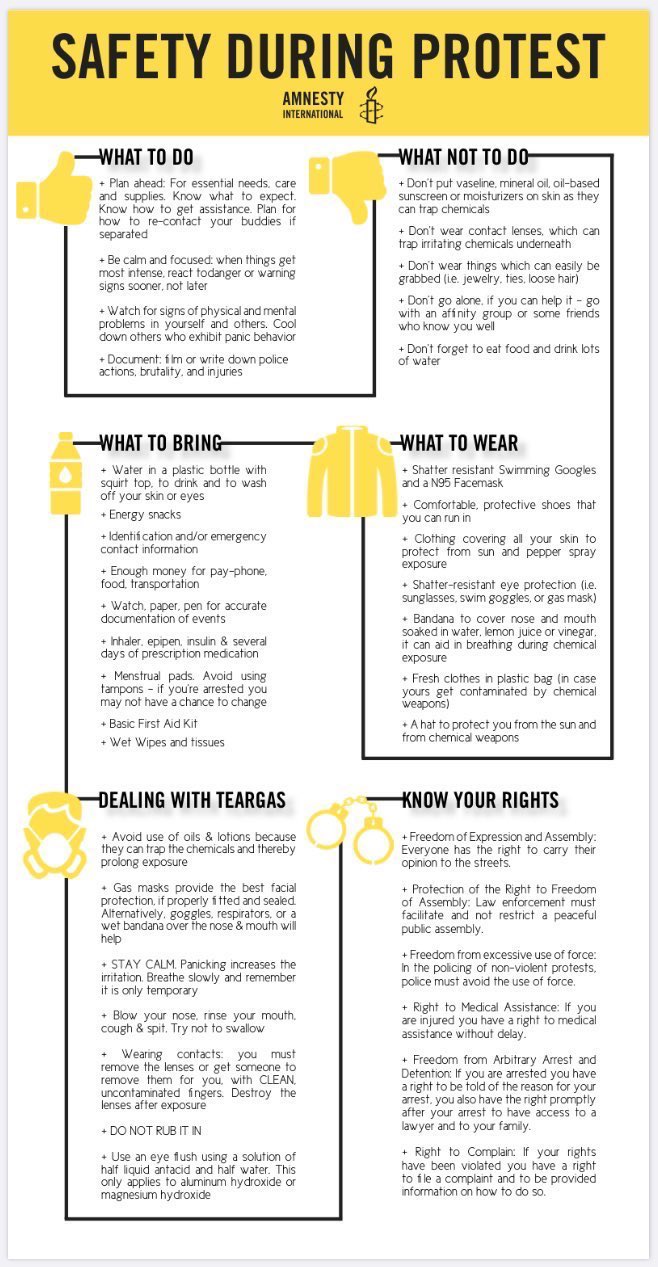 SAFETY DURING PROTEST
AMNESTY
INTERNATIONAL
WHAT TO DO
+ Plan ahead: For essential needs, care
and supplies. Know what to expect.
Know how to get assistance. Plan for
how to re-contact your buddies if
separated
+ Be calm and focused: when things get
most intense, react todanger or warning
signs sooner, not later
+ Watch for signs of physical and mental
problems in yourself and others. Cool
down others who exhibit panic behavior
+ Document: film or write down police
actions, brutality, and injuries
WHAT NOT TO DO
+ Don't put vaseline, mineral oil, oil-based
sunscreen or moisturizers on skin as they
can trap chemicals
+ Don't wear contact lenses, which can
trap irritating chemicals underneath
+ Don't wear things which can easily be
grabbed (i.e. jewelry, ties, loose hair)
+ Don't go alone, if you can help it – go
with an affinity group or some friends
who know you well
+ Don't forget to eat food and drink lots
of water
WHAT TO BRING
+ Water in a plastic bottle with
squirt top, to drink and to wash
off your skin or eyes
+ Energy snacks
+ Identification and/or emergency
contact information
+ Enough money for pay-phone,
food, transportation
+ Watch, paper, pen for accurate
documentation of events
+ Inhaler, epipen, insulin & several
days of prescription medication
+ Menstrual pads. Avoid using
tampons – if you're arrested you
may not have a chance to change
+ Basic First Aid Kit
+ Wet Wipes and tissues
WHAT TO WEAR
+ Shatter resistant Swimming Googles
and a N95 Facemask
+ Comfortable, protective shoes that
you can run in
+ Clothing covering all your skin to
protect from sun and pepper spray
exposure
+ Shatter-resistant eye protection (i.e.
sunglasses, swim goggles, or gas mask)
+ Bandana to cover nose and mouth
soaked in water, lemon juice or vinegar,
it can aid in breathing during chemical
exposure
+ Fresh clothes in plastic bag (in case
yours get contaminated by chemical
weapons)
+ A hat to protect you from the sun and
from chemical weapons
DEALING WITH TEARGAS
+ Avoid use of oils & lotions because
they can trap the chemicals and thereby
prolong exposure
+ Gas masks provide the best facial
protection, if properly fitted and sealed.
Alternatively, goggles, respirators, or a
wet bandana over the nose & mouth will
help
+ STAY CALM. Panicking increases the
irritation. Breathe slowly and remember
it is only temporary
+ Blow your nose, rinse your mouth,
cough & spit. Try not to swallow
+ Wearing contacts: you must
remove the lenses or get someone to
remove them for you, with CLEAN,
uncontaminated fingers. Destroy the
lenses after exposure
+ DO NOT RUB IT IN
+ Use an eye flush using a solution of
half liquid antacid and half water. This
only applies to aluminum hydroxide or
magnesium hydroxide
KNOW YOUR RIGHTS
+ Freedom of Expression and Assembly:
Everyone has the right to carry their
opinion to the streets.
+ Protection of the Right to Freedom
of Assembly: Law enforcement must
facilitate and not restrict a peaceful
public assembly.
+ Freedom from excessive use of force:
In the policing of non-violent protests,
police must avoid the use of force.
+ Right to Medical Assistance: If you
are injured you have a right to medical
assistance without delay.
+ Freedom from Arbitrary Arrest and
Detention: If you are arrested you have
a right to be told of the reason for your
arrest, you also have the right promptly
after your arrest to have access to a
lawyer and to your family.
+ Right to Complain: If your rights
have been violated you have a right
to file a complaint and to be provided
information on how to do so.